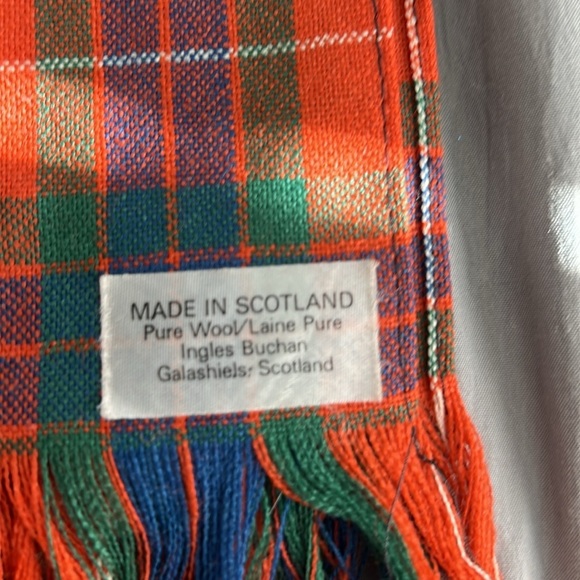 MADE IN SCOTLAND
Pure Wool/Laine Pure
Ingles Buchan
Galashiels, Scotland